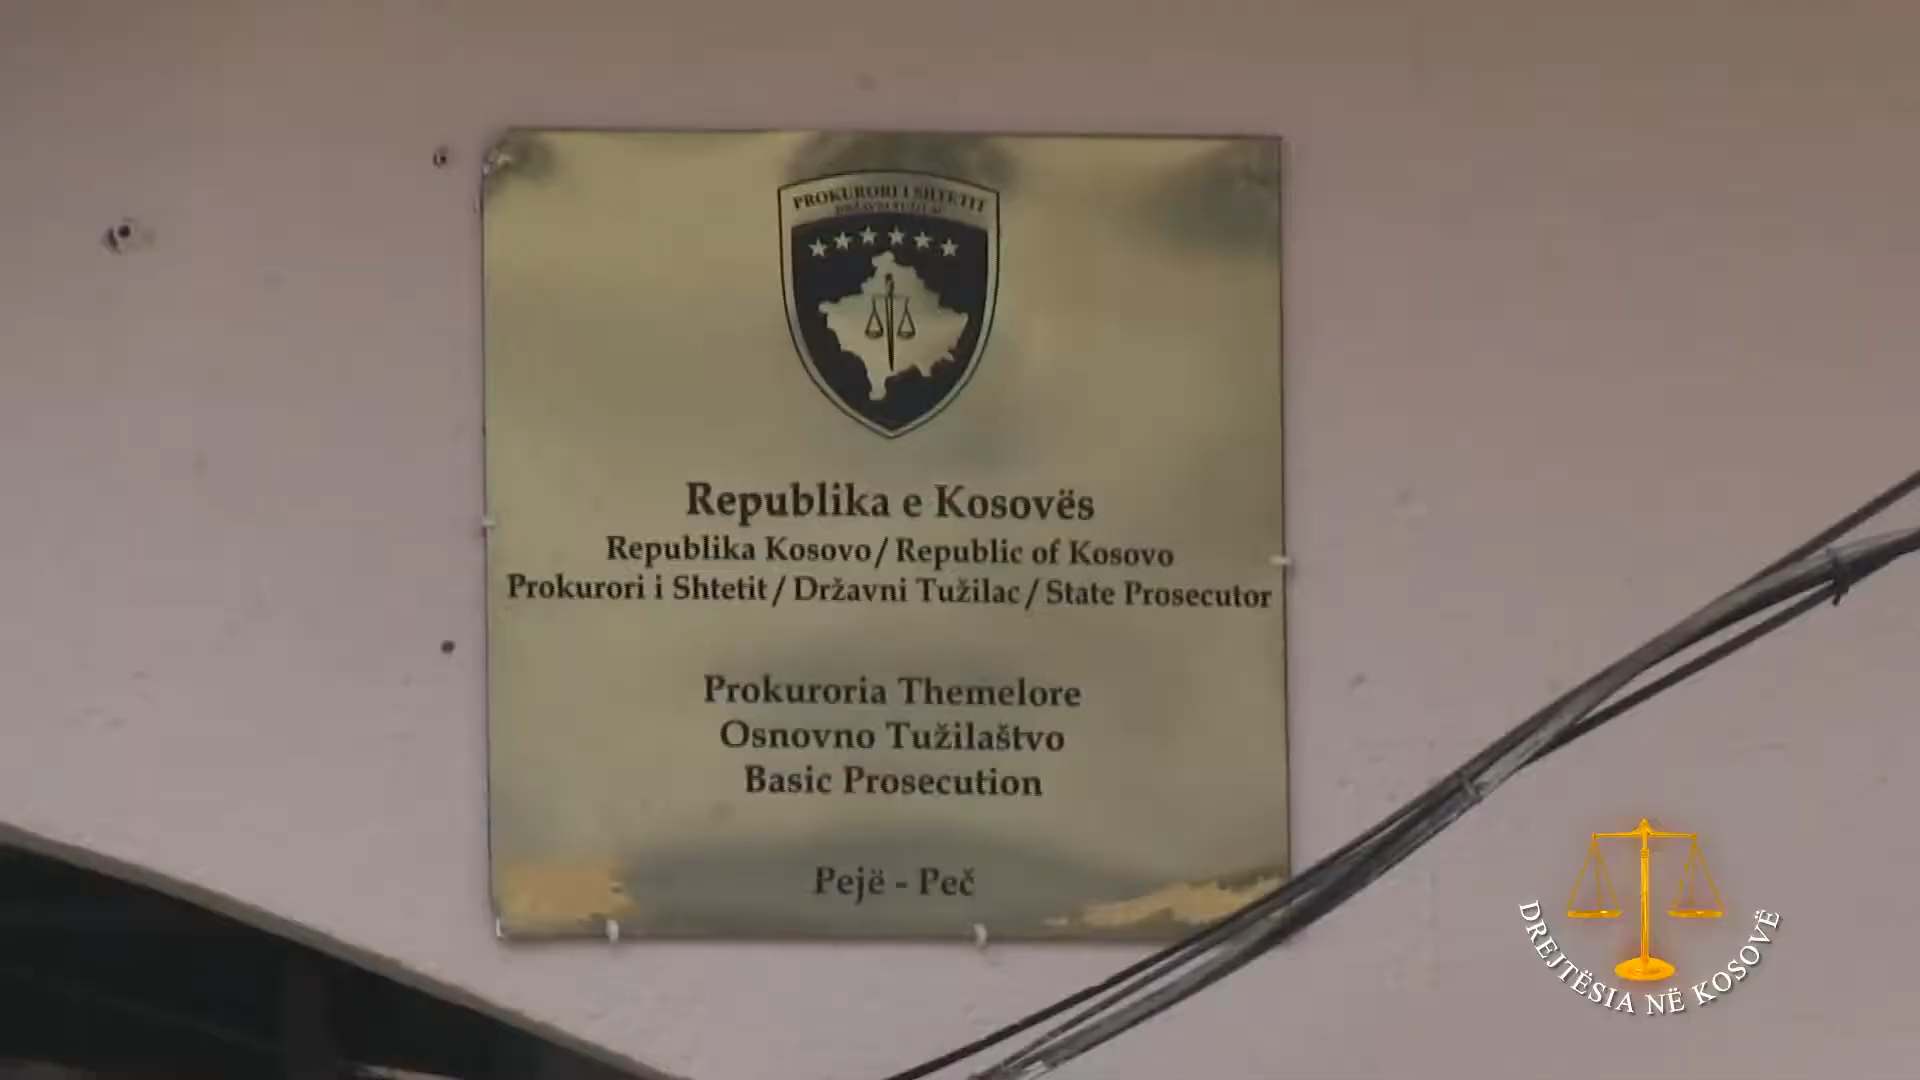 PROKURORI I SHTETIT
Republika e Kosovës
Republika Kosovo / Republic of Kosovo
Prokurori i Shtetit / Državni Tužilac / State Prosecutor
Prokuroria Themelore
Osnovno Tužilaštvo
Basic Prosecution
Pejë - Peč
DREJTËSIA NË KOSOVË